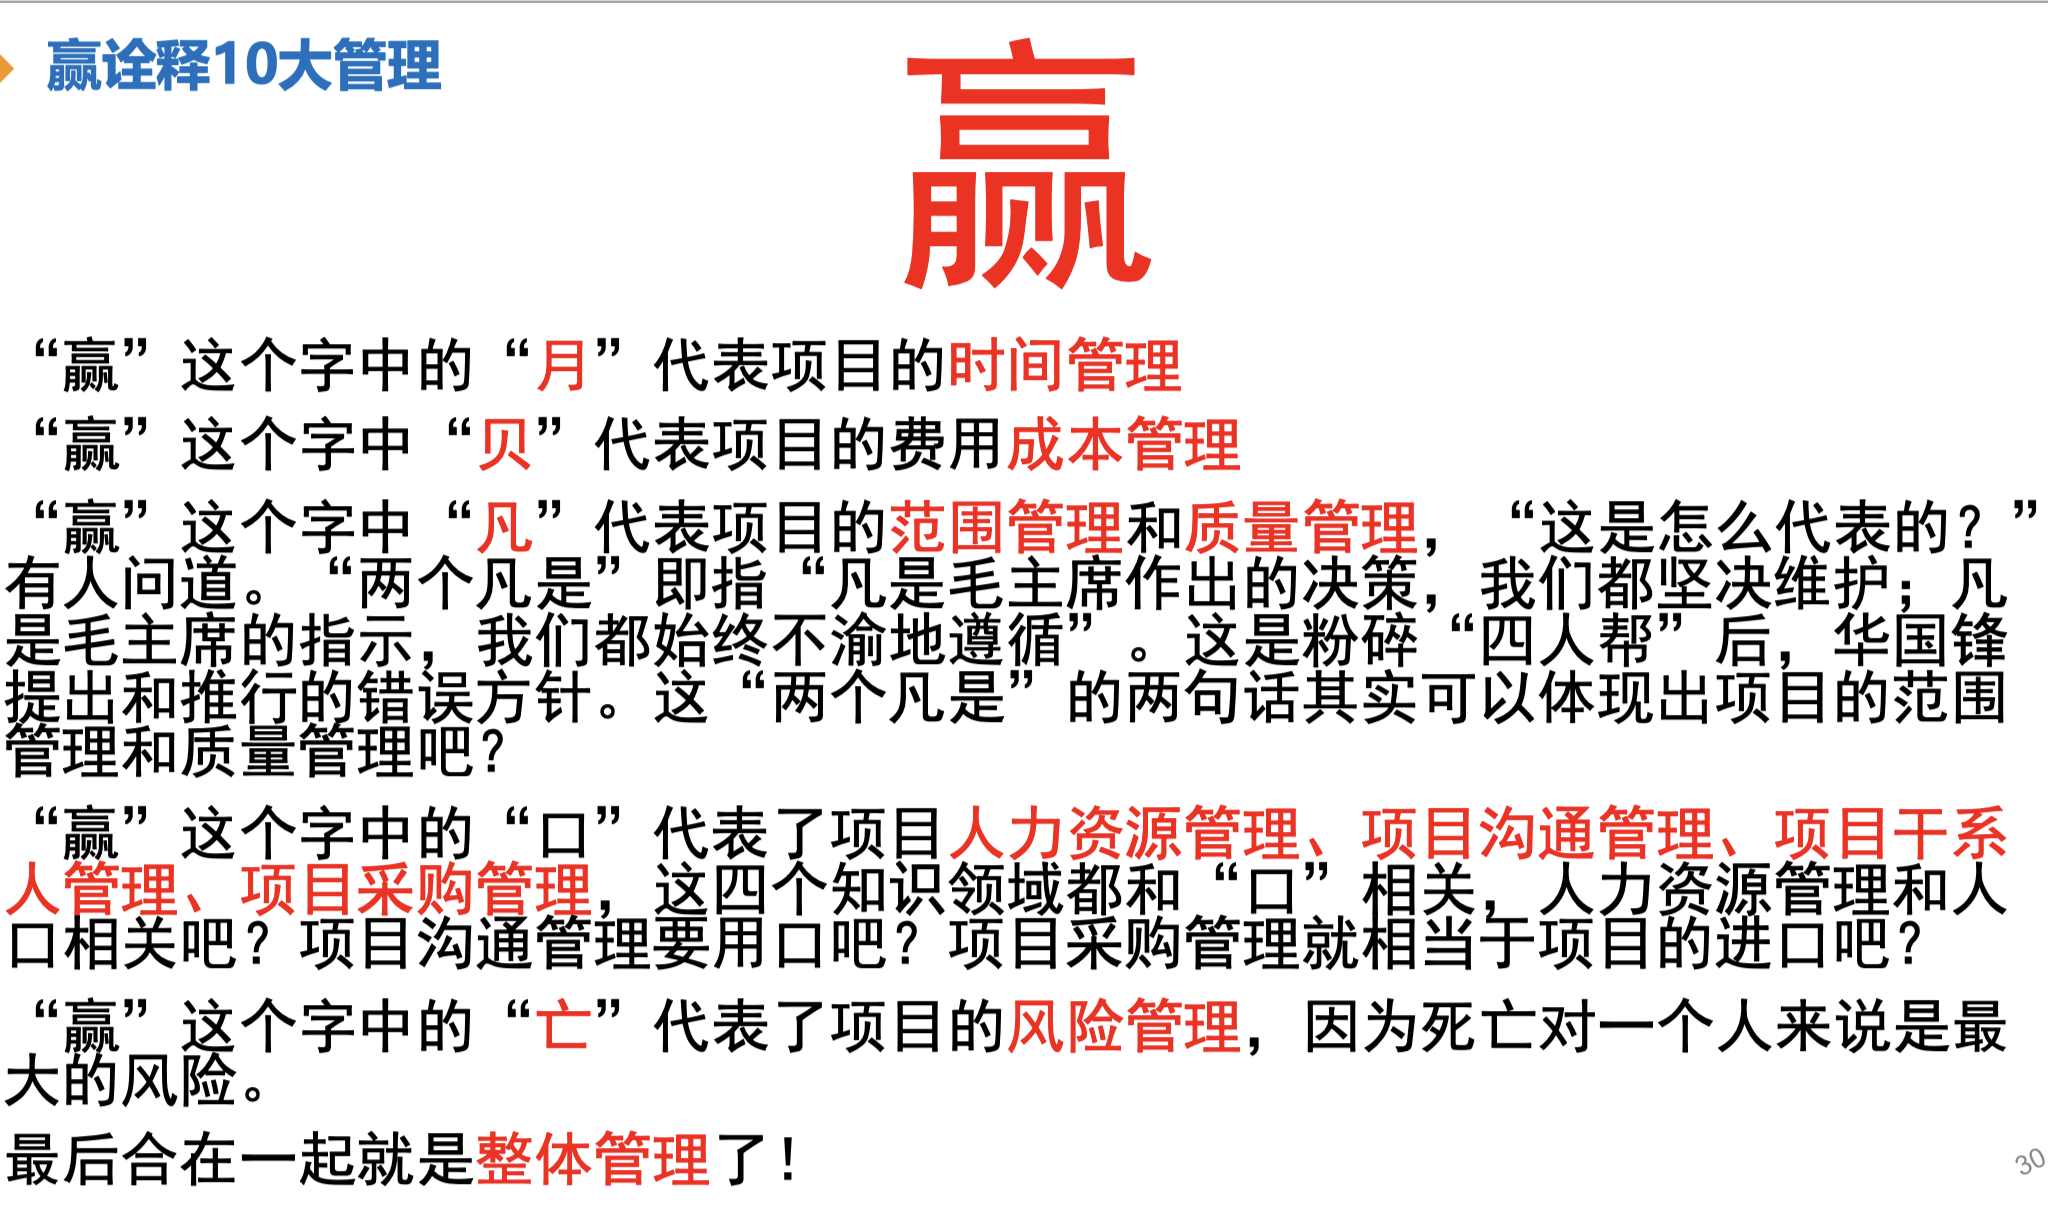 赢诠释10大管理
赢
“赢”这个字中的“月”代表项目的时间管理
“赢”这个字中“贝”代表项目的费用成本管理
“赢”这个字中“凡”代表项目的范围管理和质量管理，“这是怎么代表的？”
有人问道。“两个凡是”即指“凡是毛主席作出的决策，我们都坚决维护；凡
是毛主席的指示，我们都始终不渝地遵循”。这是粉碎“四人帮”后，华国锋
提出和推行的错误方针。这“两个凡是”的两句话其实可以体现出项目的范围
管理和质量管理吧？
“赢”这个字中的“口”代表了项目人力资源管理、项目沟通管理、项目干系
人管理、项目采购管理，这四个知识领域都和“口”相关，人力资源管理和人
口相关吧？项目沟通管理要用口吧？项目采购管理就相当于项目的进口吧？
“赢”这个字中的“亡”代表了项目的风险管理，因为死亡对一个人来说是最
大的风险。
最后合在一起就是整体管理了！
30